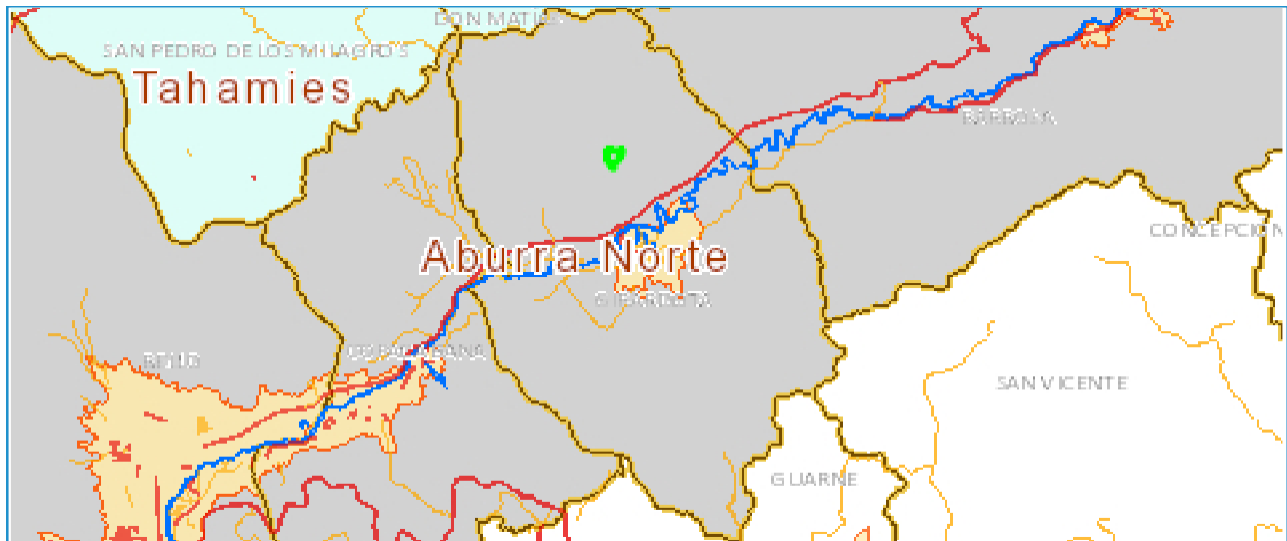 DON MATIAS
SAN PEDRO DE LOS MILAGROS
Tahamies
BARBOSA
CONCEPCION
Aburra Norte
GIRARDOTA
COPACABANA
BELLO
SAN VICENTE
GUARNE